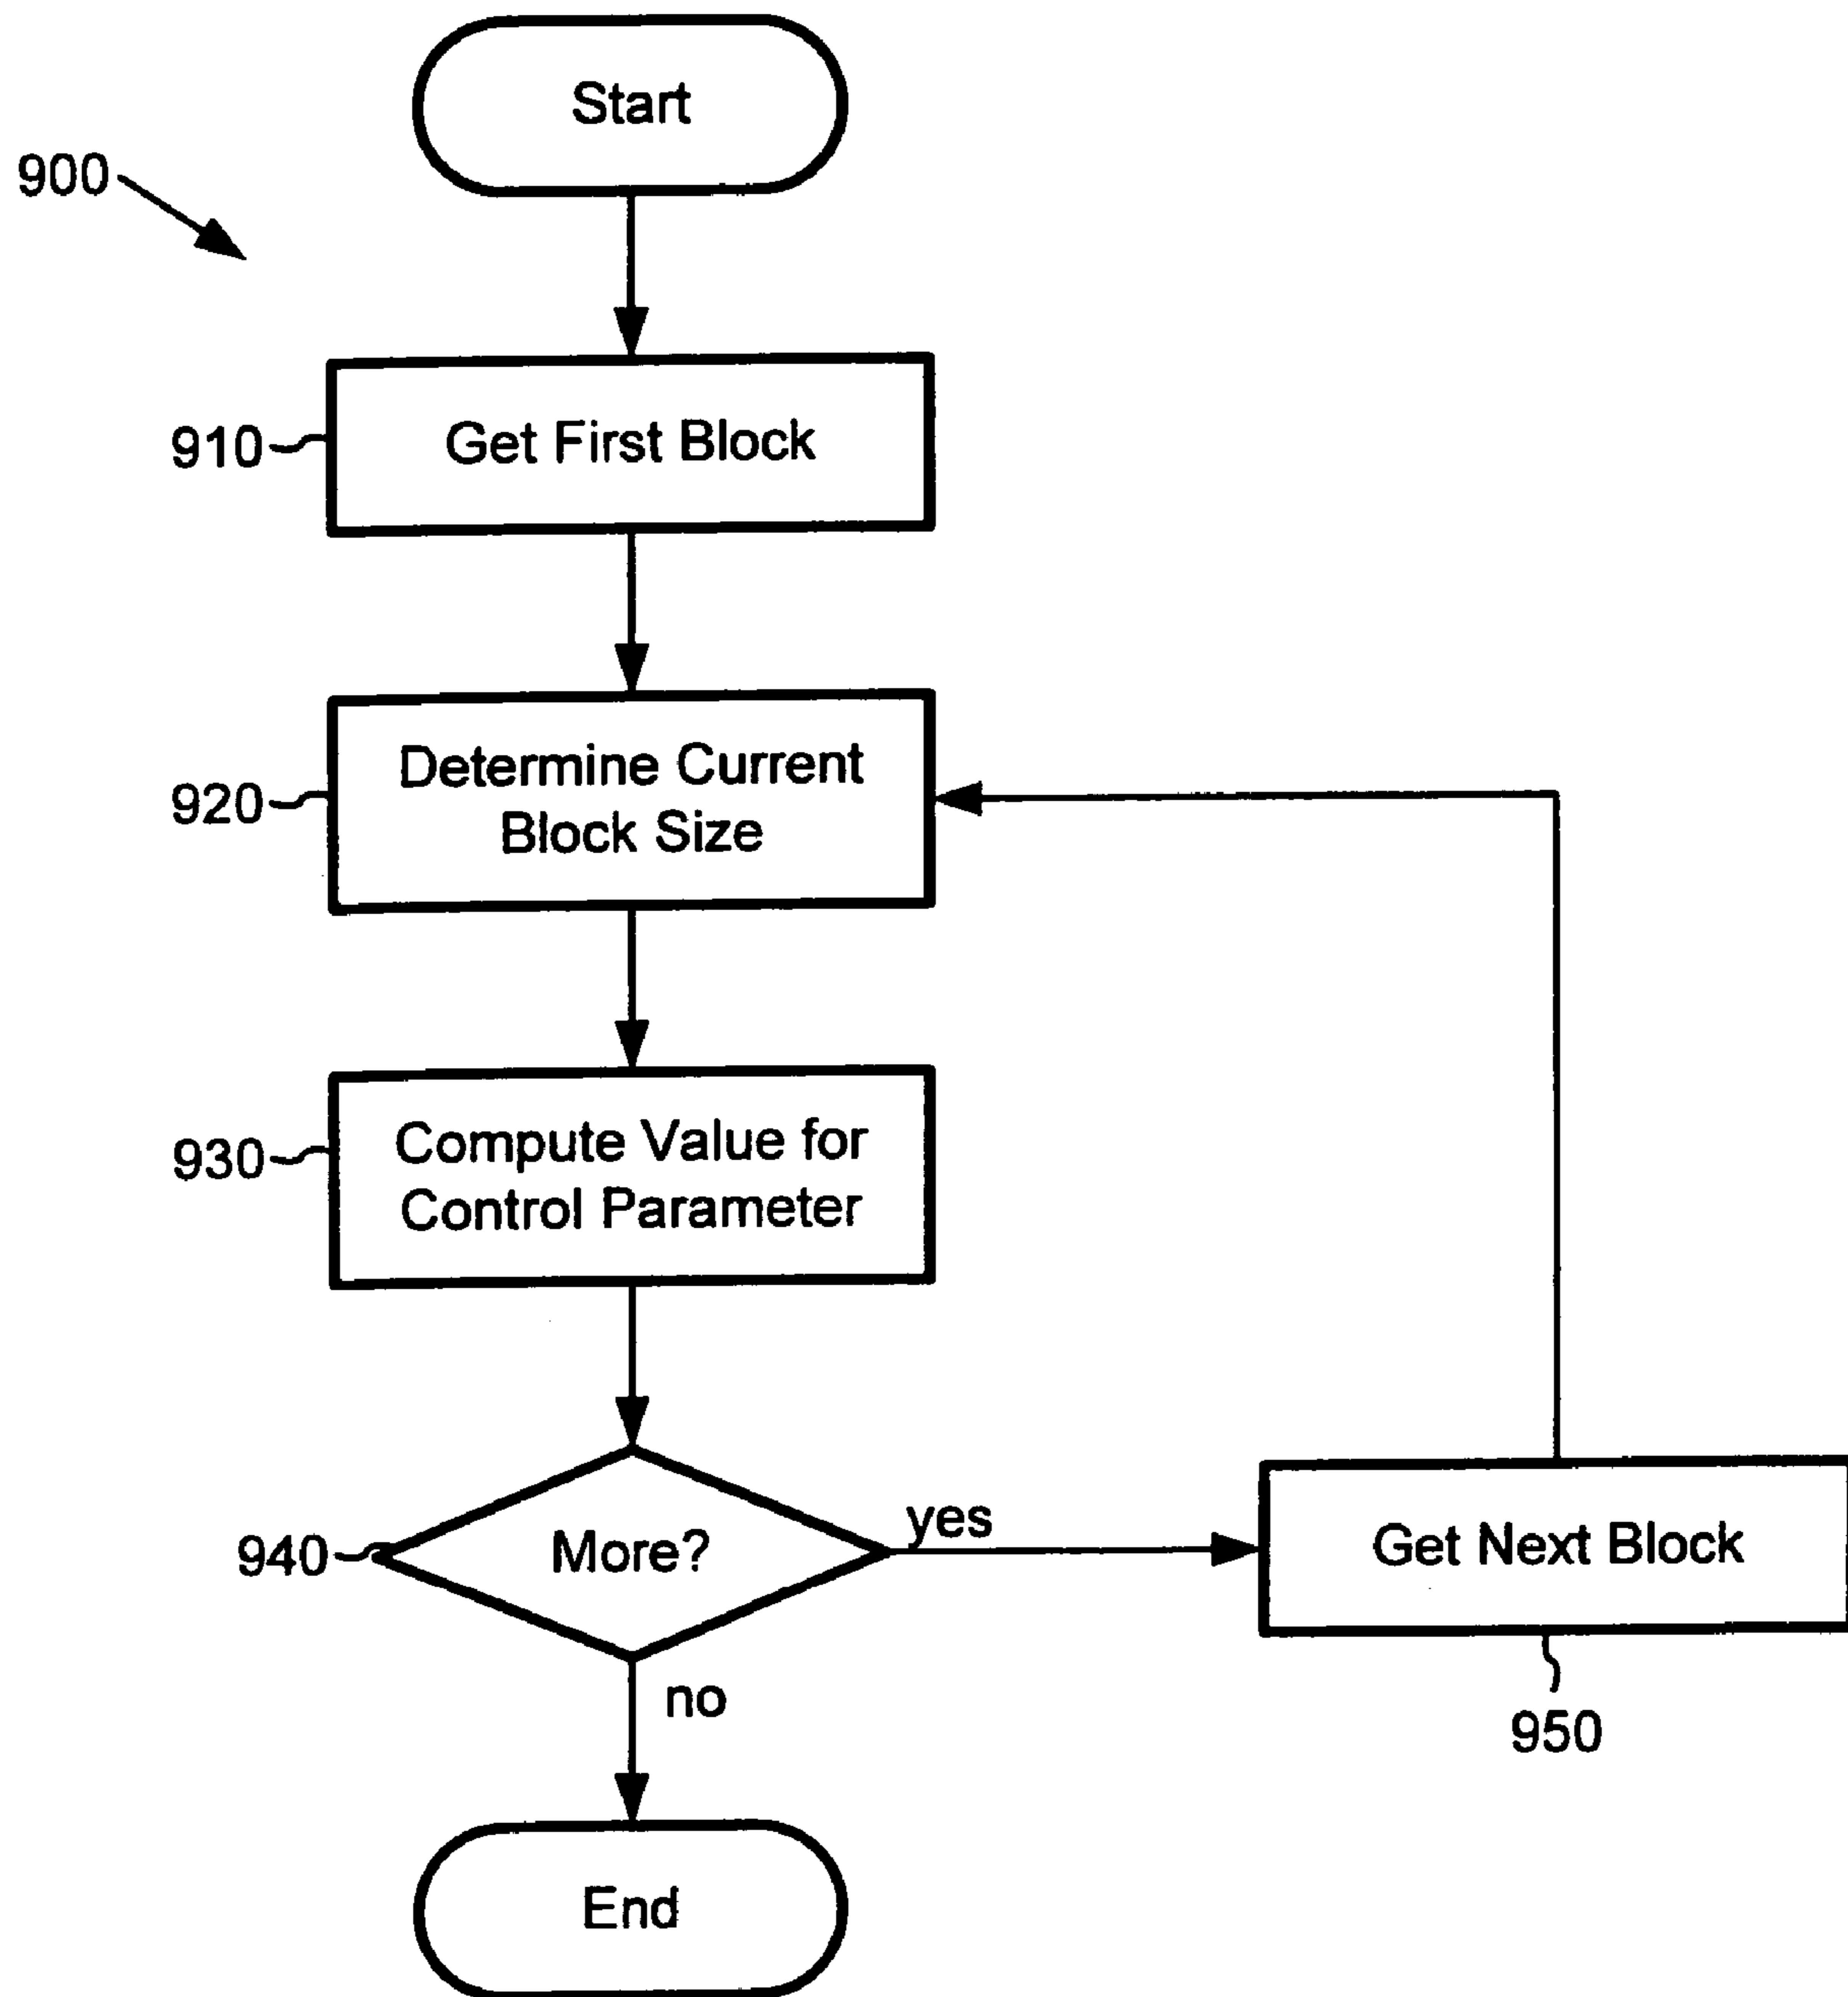 Start
900
Get First Block
910
Determine Current
Block Size
920
Compute Value for
Control Parameter
930
More?
940
yes
Get Next Block
950
no
End